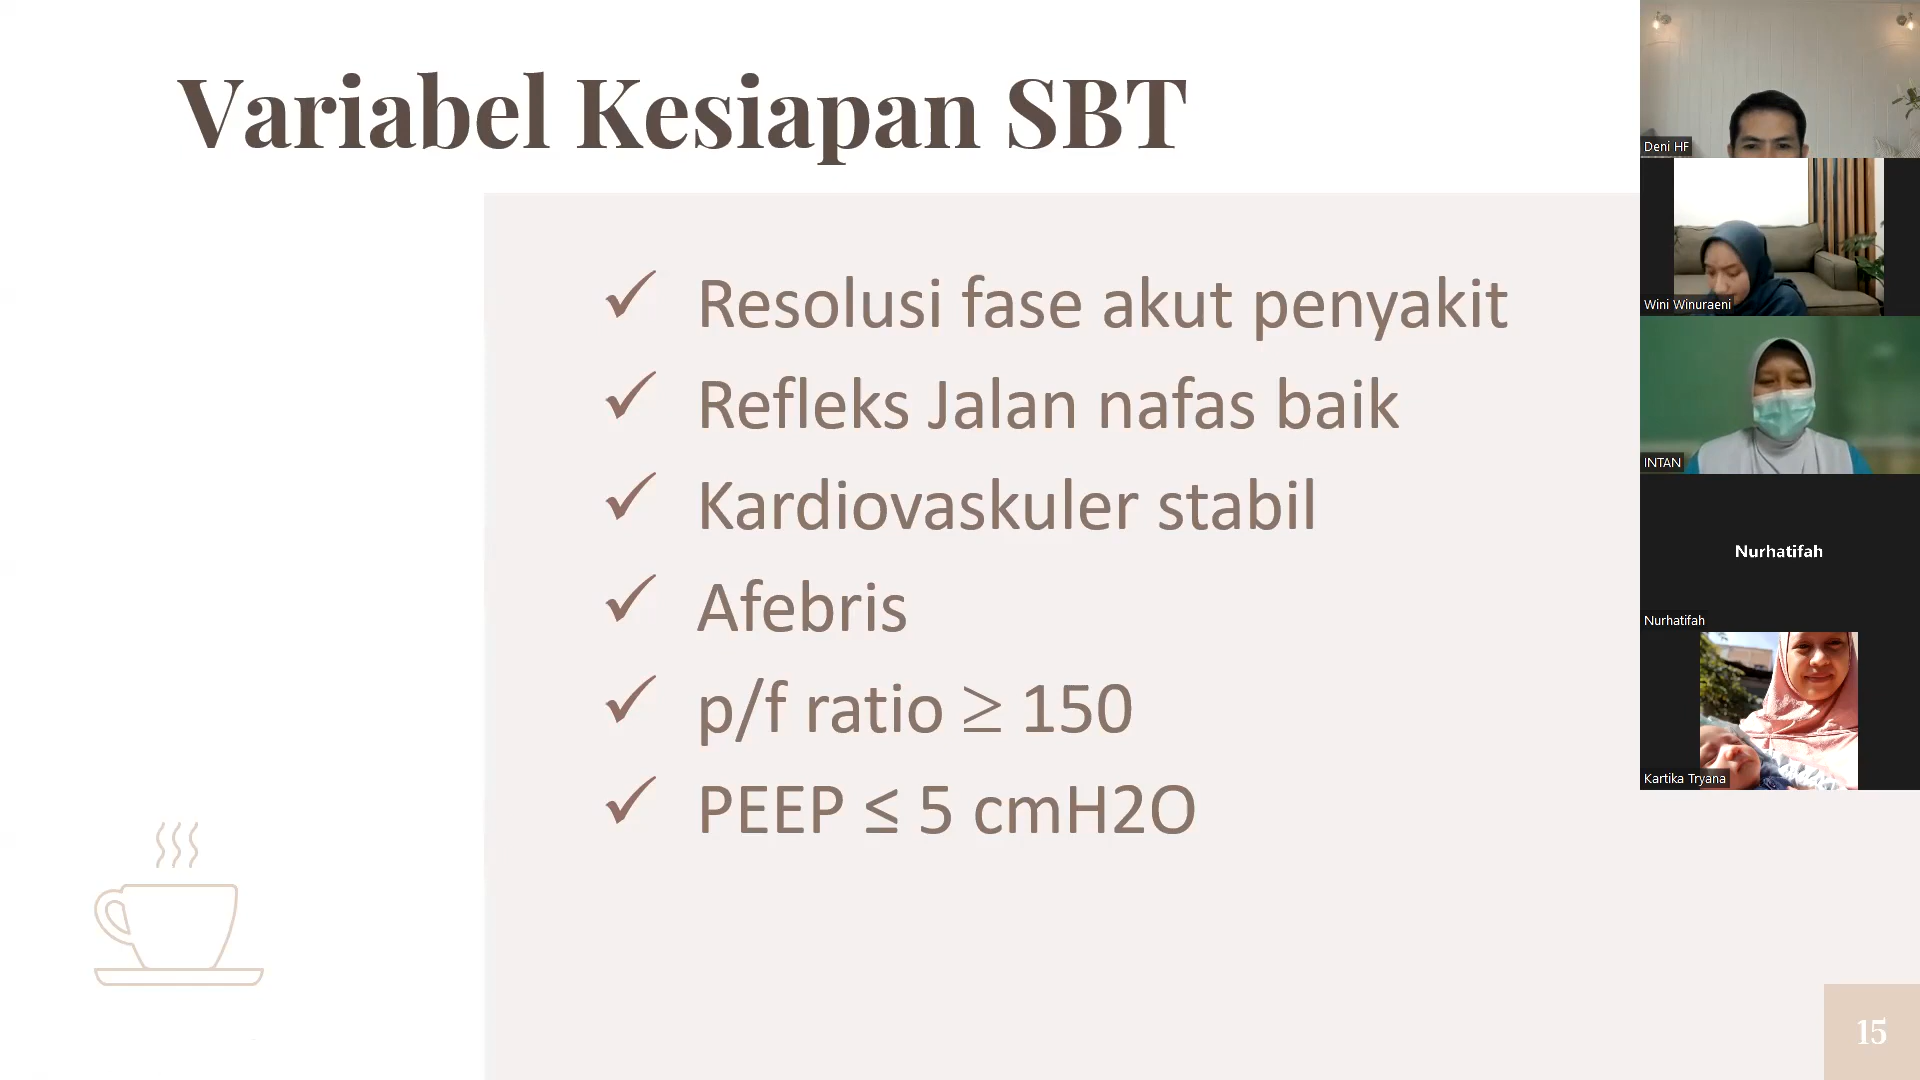 Variabel Kesiapan SBT
Resolusi fase akut penyakit
Refleks Jalan nafas baik
Kardiovaskuler stabil
Afebris
p/f ratio ≥ 150
PEEP ≤ 5 cmH2O
15
Deni HF
Wini Winuraeni
INTAN
Nurhatifah
Nurhatifah
Kartika Tryana